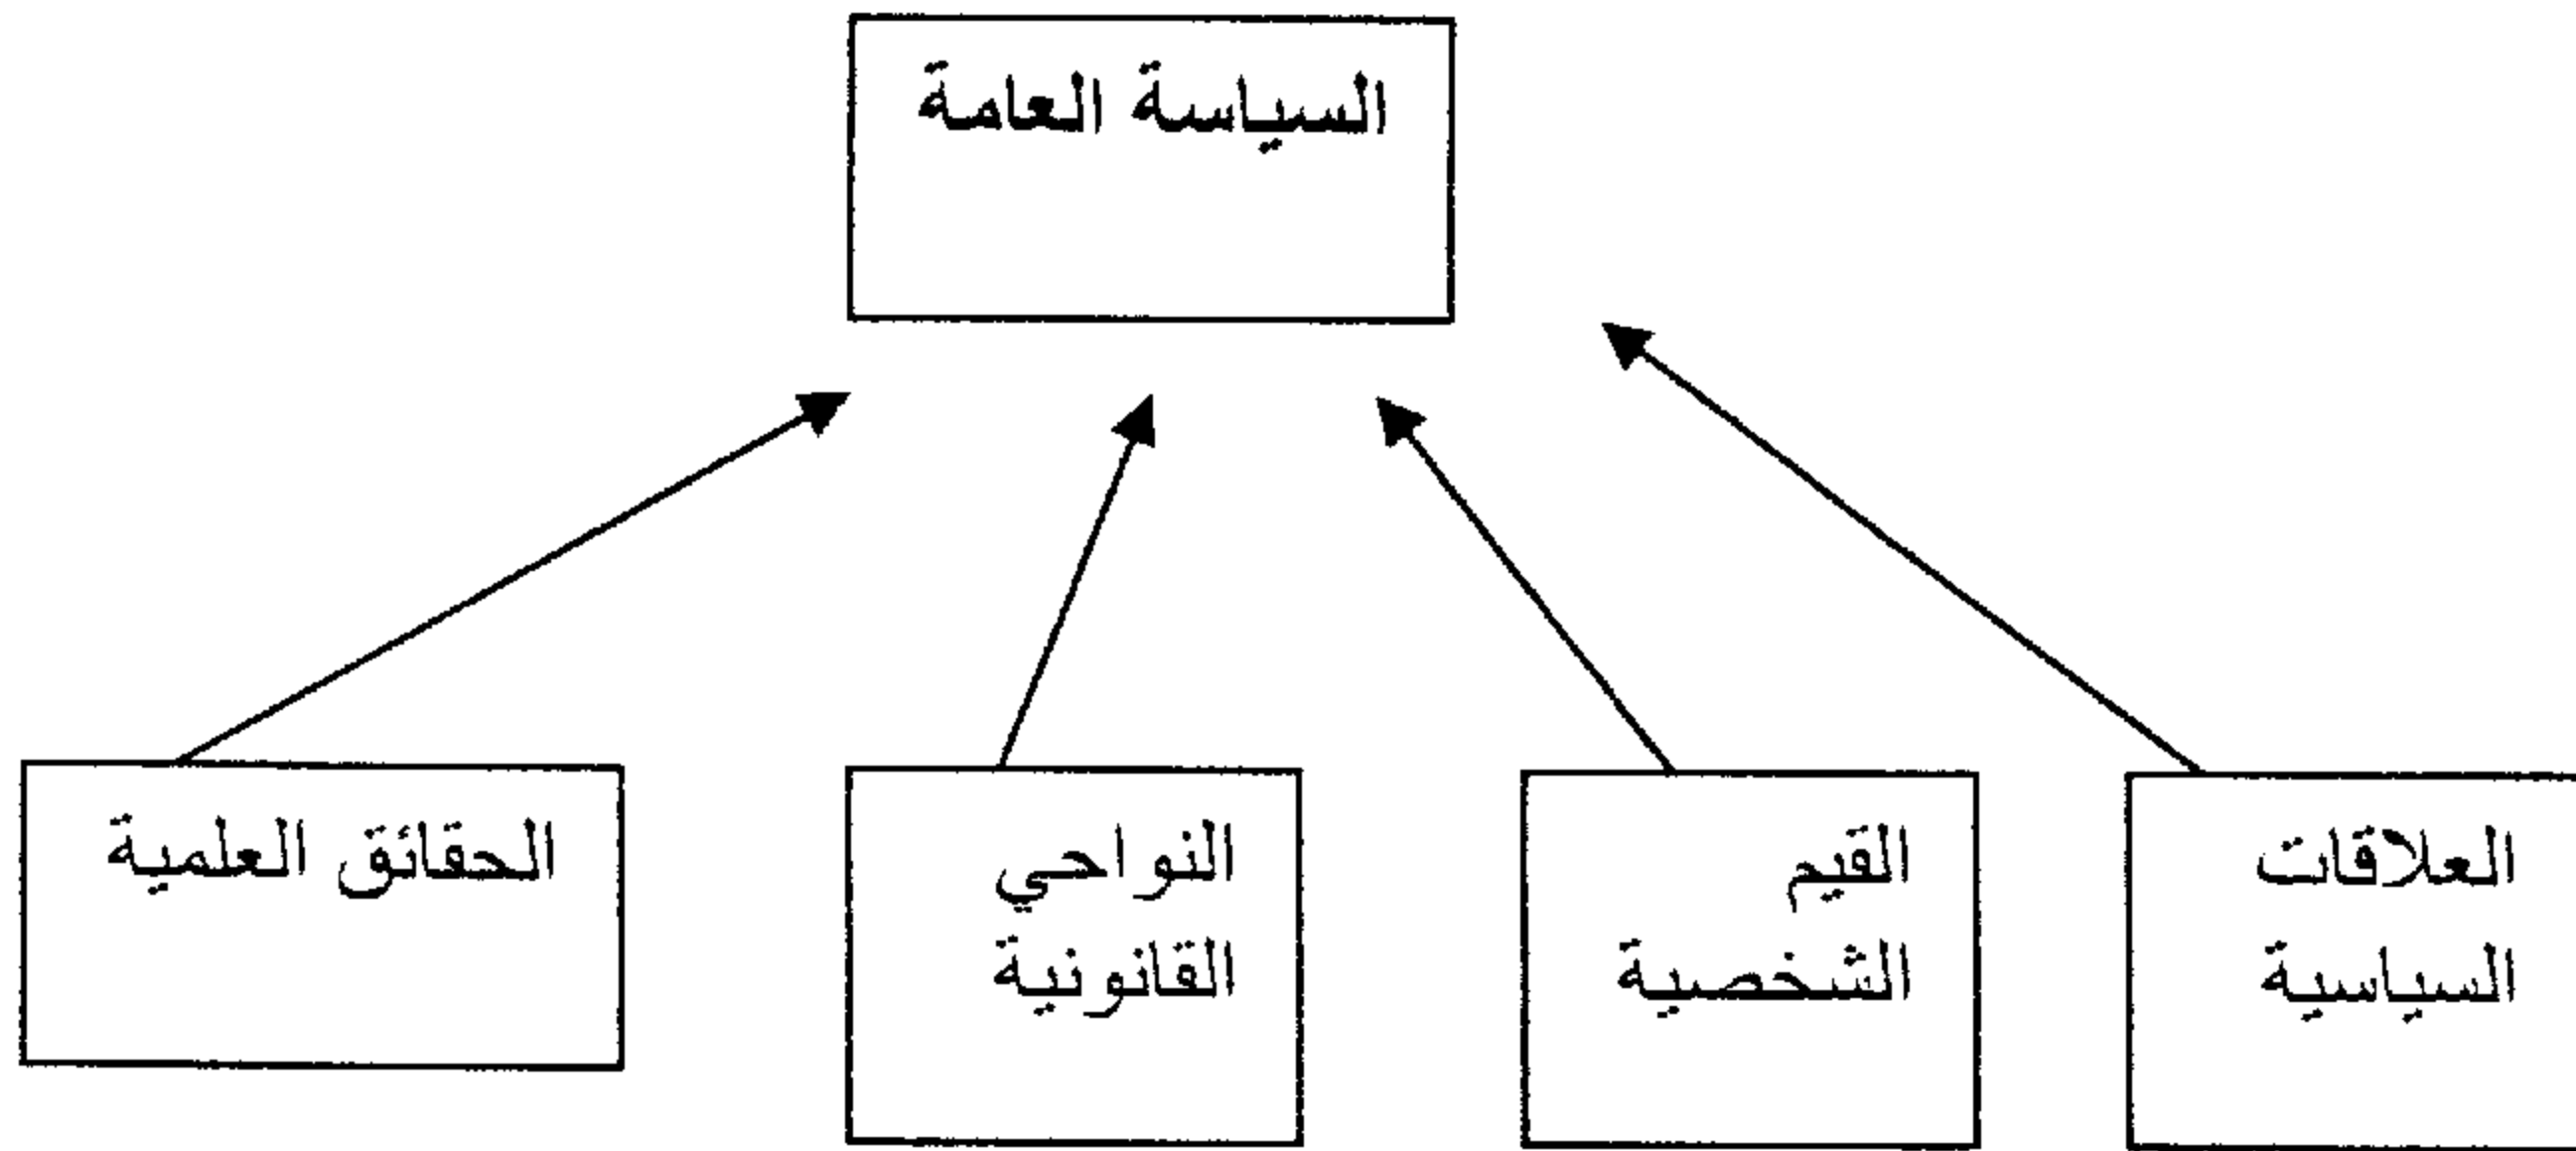 السياسة العامة
العلاقات
السياسية
القيم
الشخصية
النواحي
القانونية
الحقائق العلمية